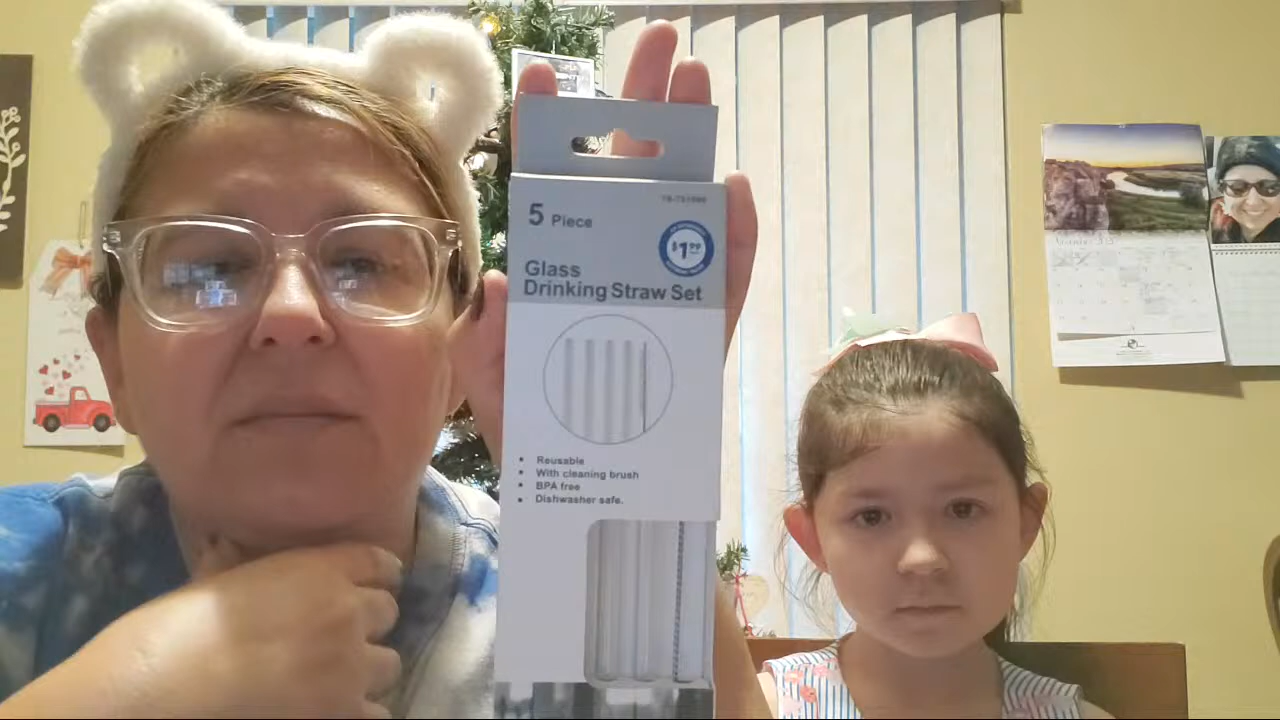 5 Piece
$1.99
Glass
Drinking Straw Set
• Reusable
• With cleaning brush
• BPA free
• Dishwasher safe.